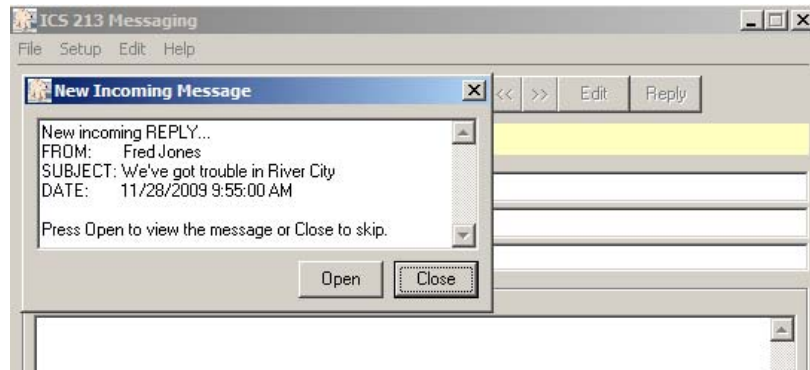 ICS 213 Messaging
File Setup Edit Help
New Incoming Message
<< >> Edit Reply
New incoming REPLY...
FROM: Fred Jones
SUBJECT: We've got trouble in River City
DATE: 11/28/2009 9:55:00 AM
Press Open to view the message or Close to skip.
Open Close